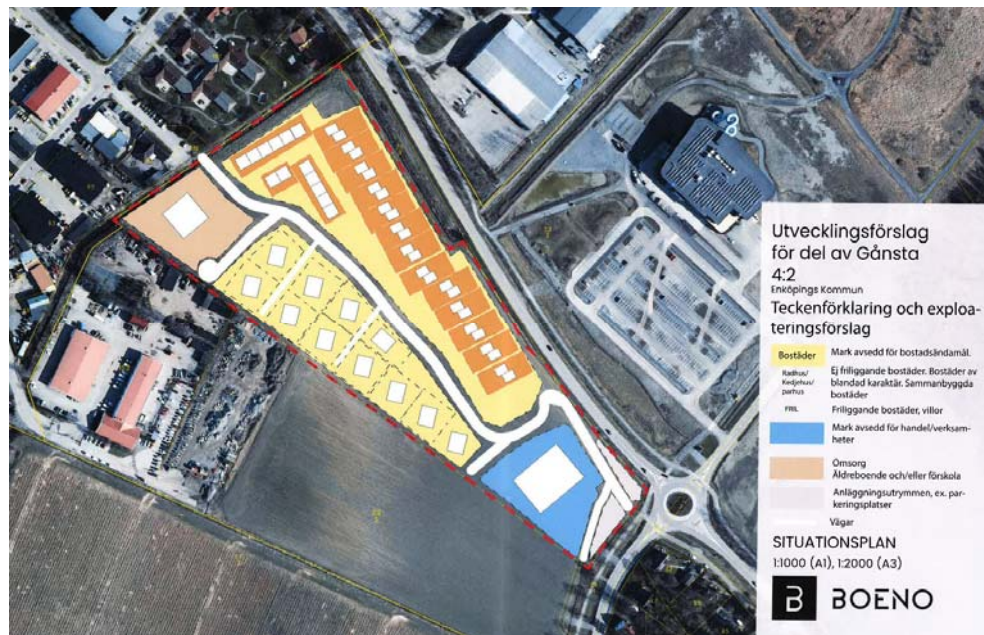 Utvecklingsförslag
för del av Gånsta
4:2
Enköpings Kommun
Teckenförklaring och exploa-
teringsförslag
Bostäder
Mark avsedd för bostadsändamål.
Radhus/
Kedjehus/
parhus
Ej friliggande bostäder. Bostäder av
blandad karaktär. Sammanbyggda
bostäder
FRIL
Friliggande bostäder, villor
Mark avsedd för handel/verksam-
heter
Omsorg
Äldreboende och/eller förskola
Anläggningsutrymmen, ex. par-
keringsplatser
Vägar
SITUATIONSPLAN
1:1000 (A1), 1:2000 (A3)
B BOENO